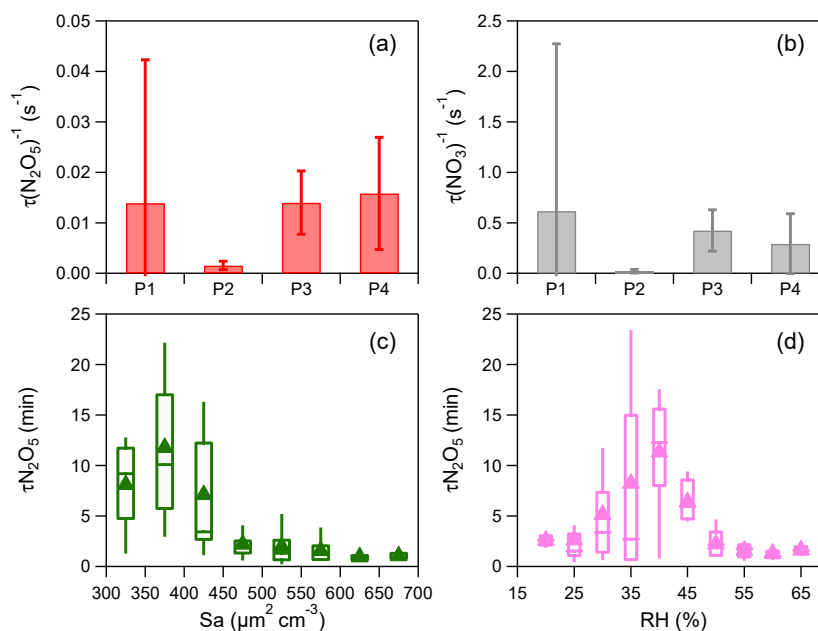 (a)
τ(N₂O₅)⁻¹ (s⁻¹)
0.05
0.04
0.03
0.02
0.01
0.00
P1 P2 P3 P4
(b)
τ(NO₃)⁻¹ (s⁻¹)
2.5
2.0
1.5
1.0
0.5
0.0
P1 P2 P3 P4
(c)
τN₂O₅ (min)
25
20
15
10
5
0
300 350 400 450 500 550 600 650 700
Sa (µm² cm⁻³)
(d)
τN₂O₅ (min)
25
20
15
10
5
0
15 25 35 45 55 65
RH (%)